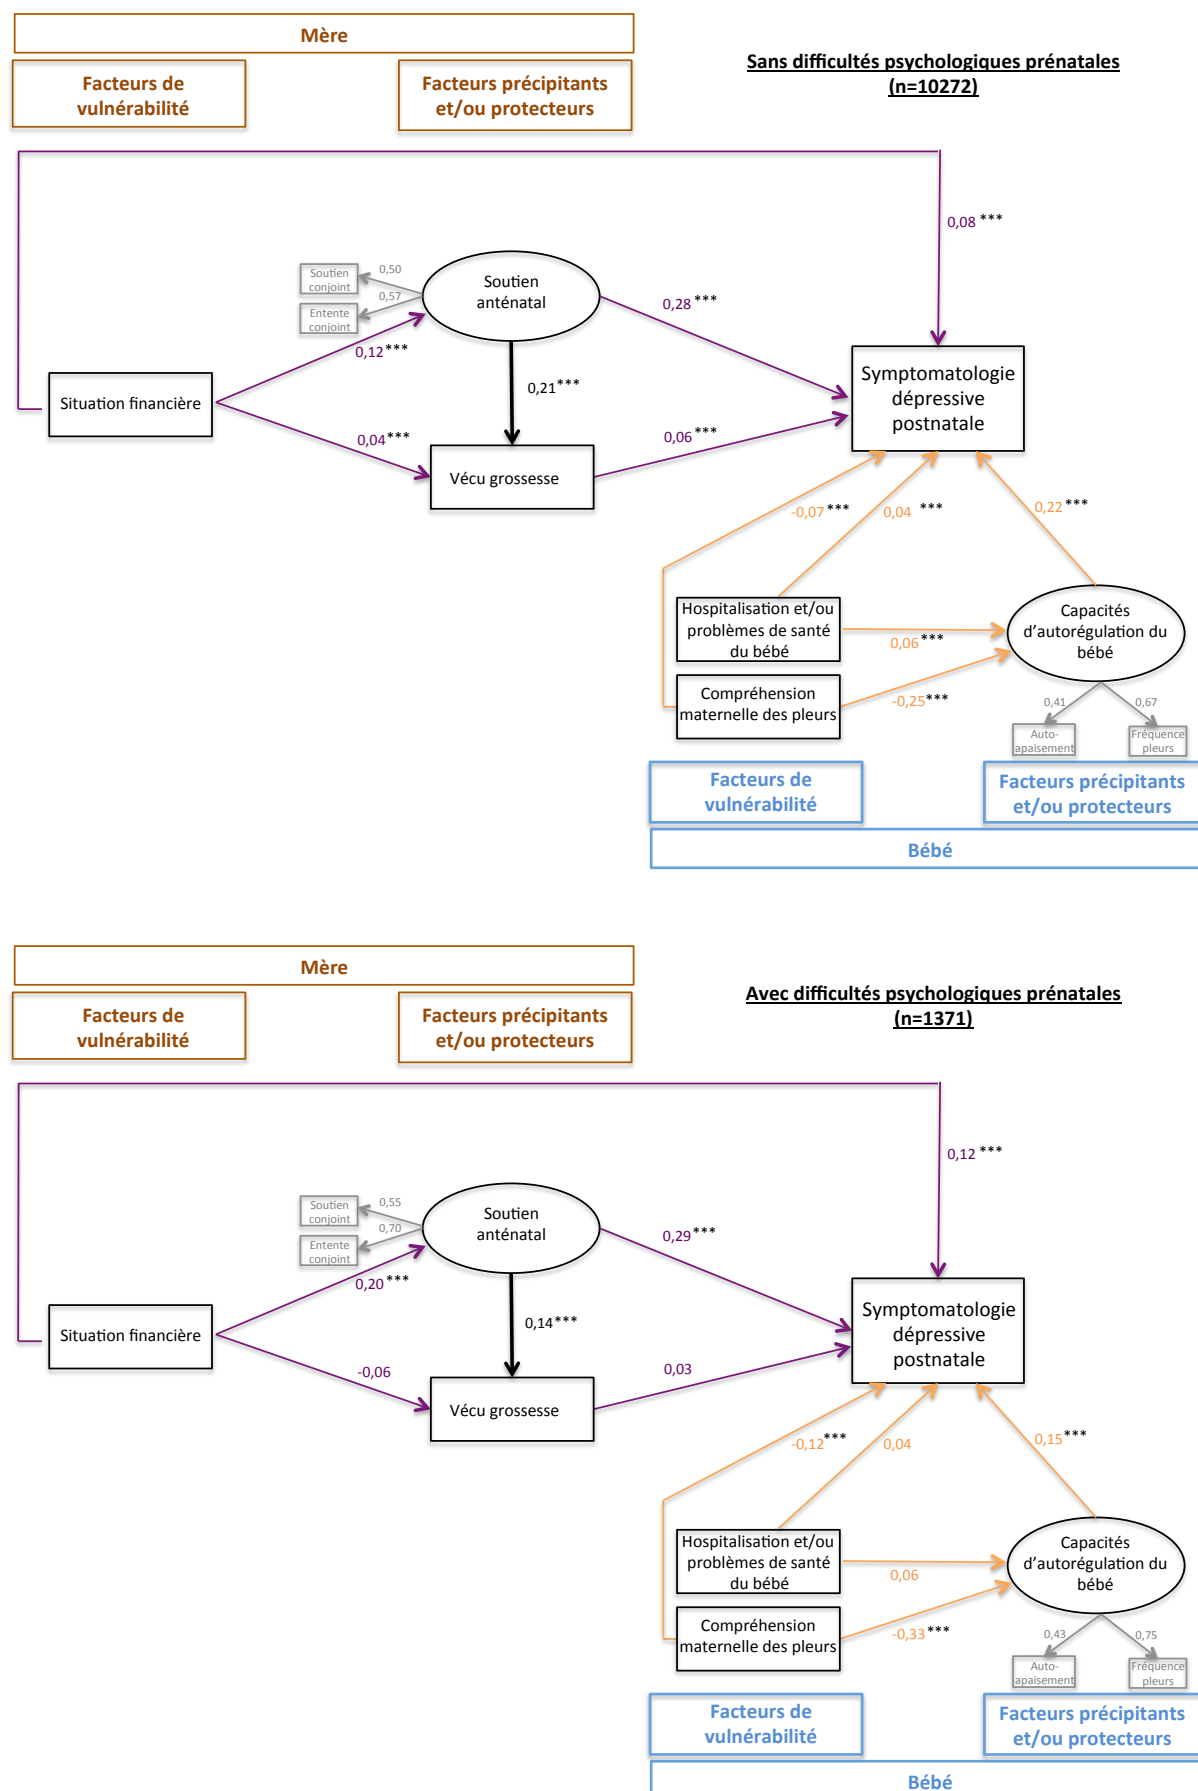 Mère
Facteurs de
vulnérabilité
Facteurs précipitants
et/ou protecteurs
Sans difficultés psychologiques prénatales
(n=10272)
0,08 ***
Soutien
conjoint
0,50
Entente
conjoint
0,57
Soutien
anténatal
0,28 ***
0,12 ***
0,21 ***
Situation financière
Symptomatologie
dépressive
postnatale
0,04 ***
0,06 ***
Vécu grossesse
-0,07 ***
0,04 ***
0,22 ***
Hospitalisation et/ou
problèmes de santé
du bébé
0,06 ***
Capacités
d'autorégulation du
bébé
Compréhension
maternelle des pleurs
-0,25 ***
0,41
0,67
Auto-
apaisement
Fréquence
pleurs
Facteurs de
vulnérabilité
Facteurs précipitants
et/ou protecteurs
Bébé
Mère
Facteurs de
vulnérabilité
Facteurs précipitants
et/ou protecteurs
Avec difficultés psychologiques prénatales
(n=1371)
0,12 ***
Soutien
conjoint
0,55
Entente
conjoint
0,70
Soutien
anténatal
0,29 ***
0,20 ***
0,14 ***
Situation financière
Symptomatologie
dépressive
postnatale
-0,06
0,03
Vécu grossesse
-0,12 ***
0,04
0,15 ***
Hospitalisation et/ou
problèmes de santé
du bébé
0,06
Capacités
d'autorégulation du
bébé
Compréhension
maternelle des pleurs
-0,33 ***
0,43
0,75
Auto-
apaisement
Fréquence
pleurs
Facteurs de
vulnérabilité
Facteurs précipitants
et/ou protecteurs
Bébé